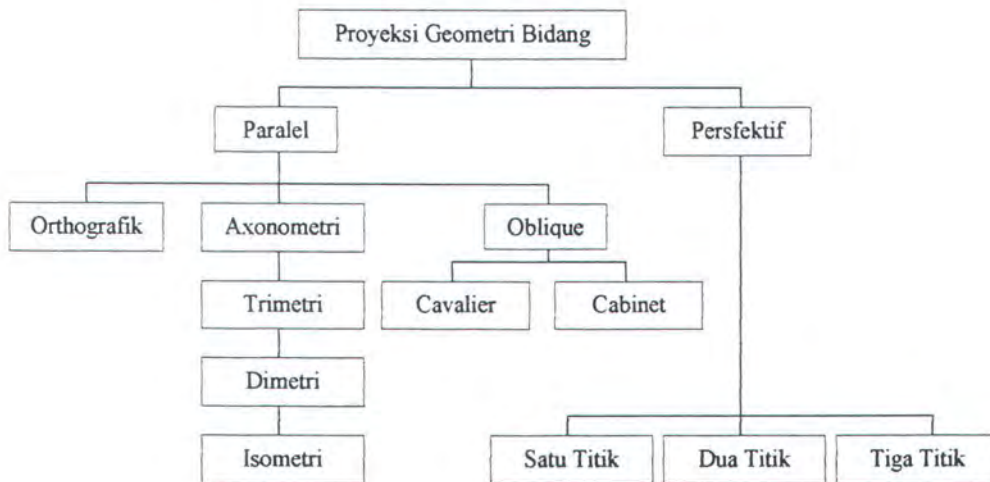 Proyeksi Geometri Bidang
Paralel
Persfektif
Orthografik
Axonometri
Oblique
Trimetri
Cavalier
Cabinet
Dimetri
Isometri
Satu Titik
Dua Titik
Tiga Titik